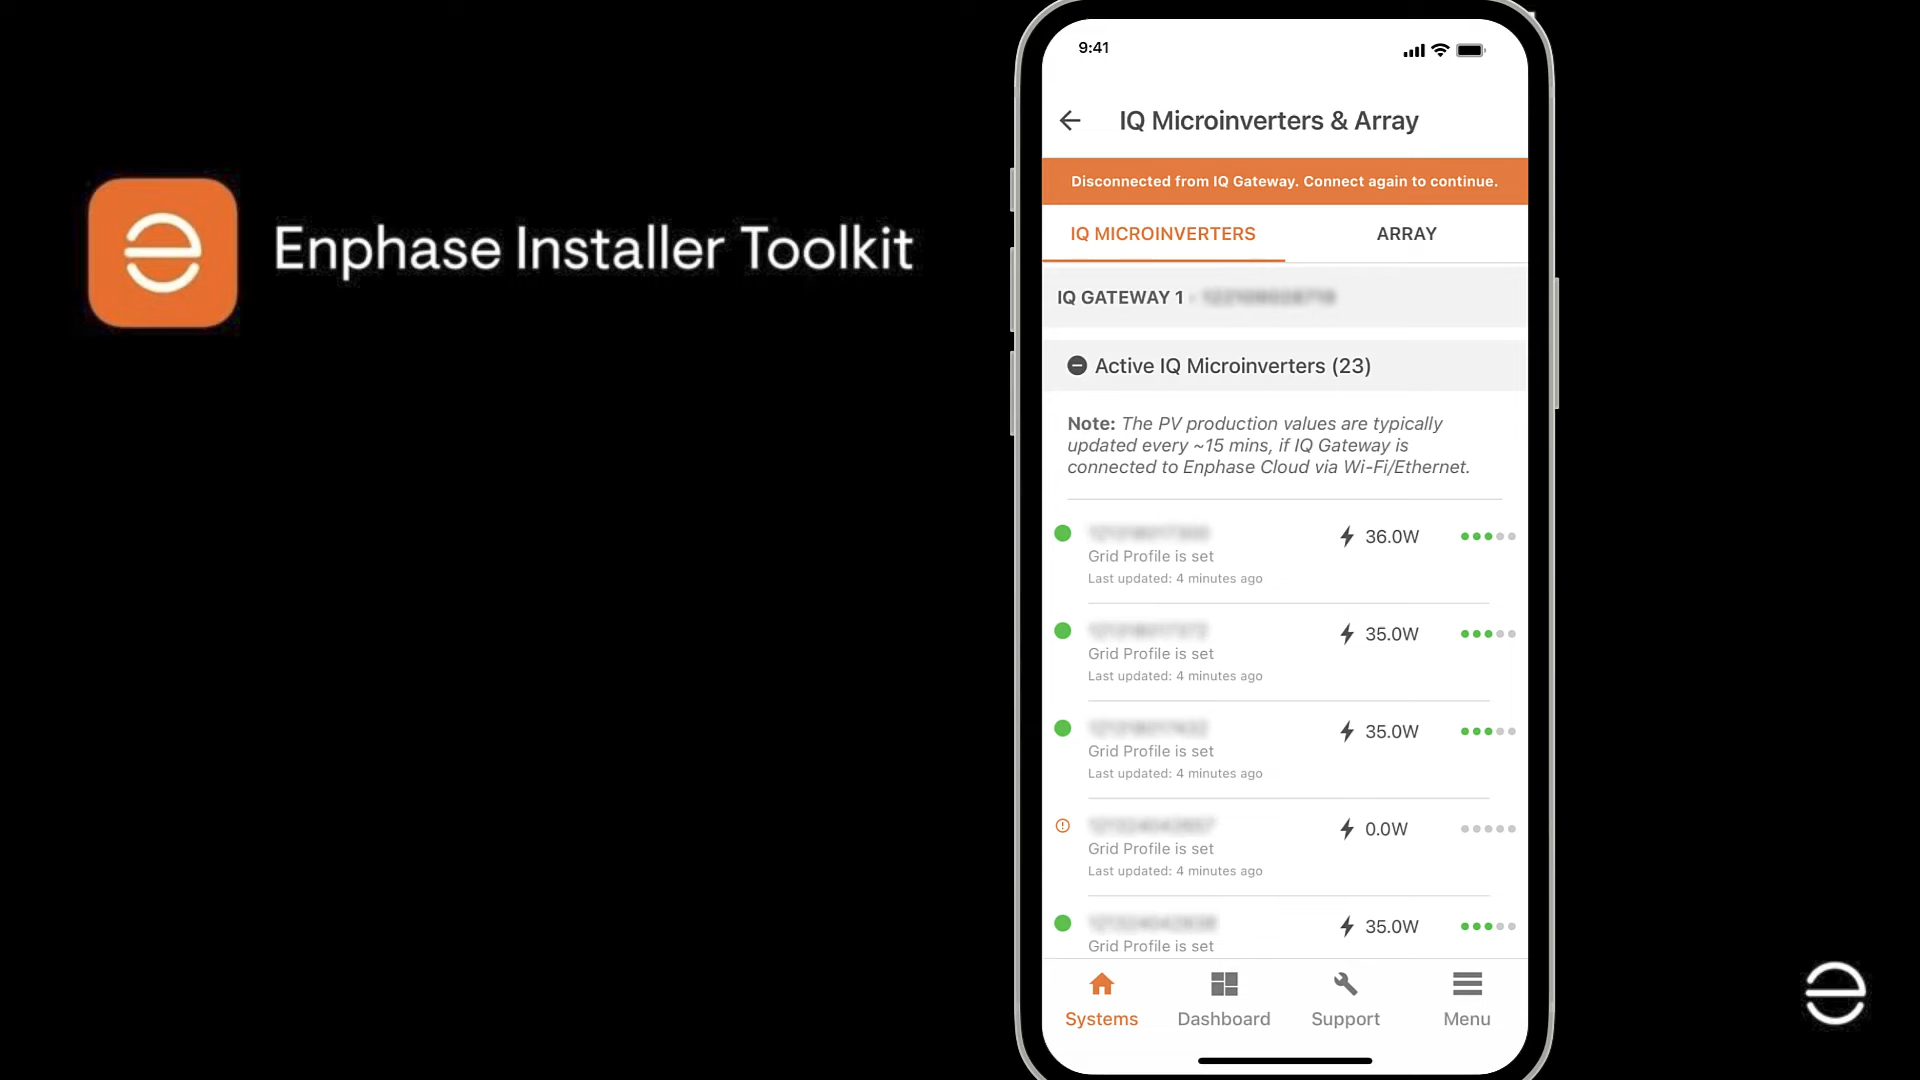 Enphase Installer Toolkit
9:41
IQ Microinverters & Array
Disconnected from IQ Gateway. Connect again to continue.
IQ MICROINVERTERS
ARRAY
IQ GATEWAY 1 -
Active IQ Microinverters (23)
Note: The PV production values are typically
updated every ~15 mins, if IQ Gateway is
connected to Enphase Cloud via Wi-Fi/Ethernet.
36.0W
Grid Profile is set
Last updated: 4 minutes ago
35.0W
Grid Profile is set
Last updated: 4 minutes ago
35.0W
Grid Profile is set
Last updated: 4 minutes ago
0.0W
Grid Profile is set
Last updated: 4 minutes ago
35.0W
Grid Profile is set
Systems
Dashboard
Support
Menu